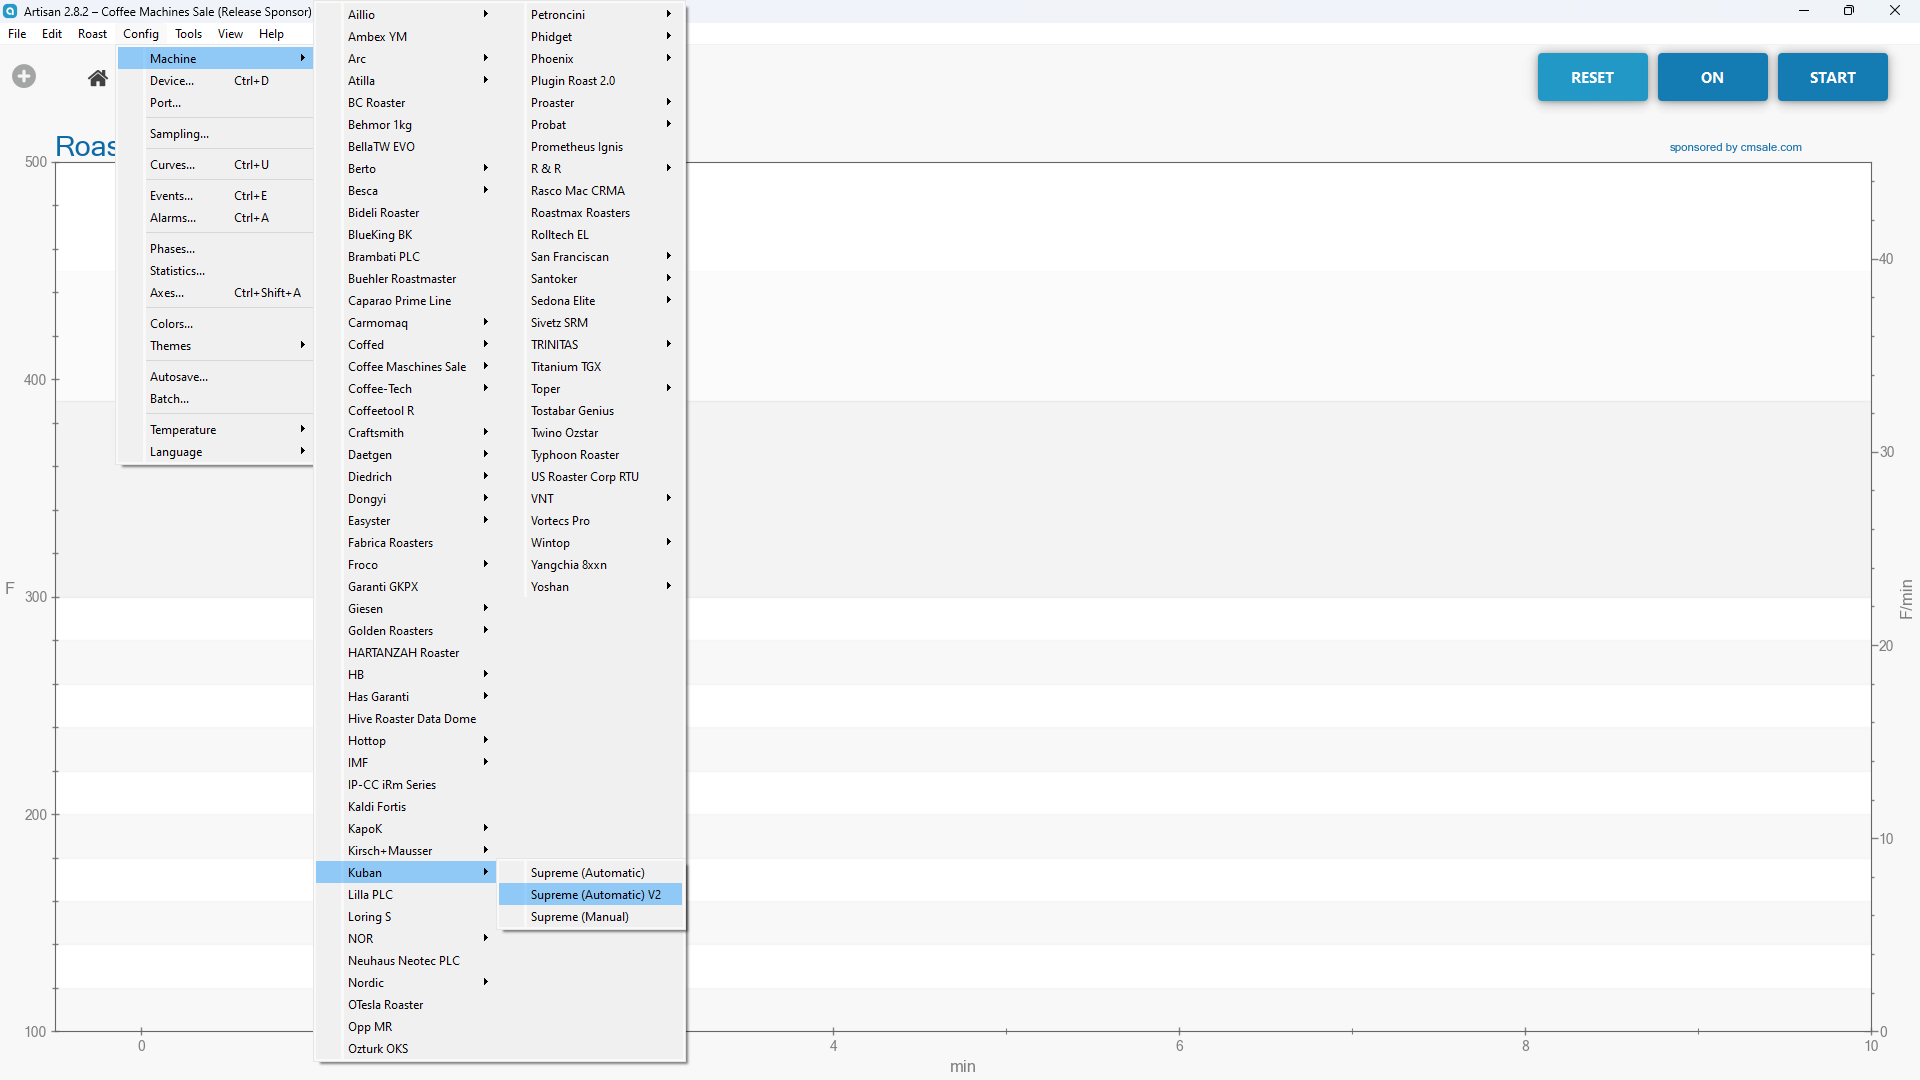 Artisan 2.8.2 – Coffee Machines Sale (Release Sponsor)
File Edit Roast Config Tools View Help
Machine
Device... Ctrl+D
Port...
Sampling...
Curves... Ctrl+U
Events... Ctrl+E
Alarms... Ctrl+A
Phases...
Statistics...
Axes... Ctrl+Shift+A
Colors...
Themes
Autosave...
Batch...
Temperature
Language
Aillio
Ambex YM
Arc
Atilla
BC Roaster
Behmor 1kg
BellaTW EVO
Berto
Besca
Bideli Roaster
BlueKing BK
Brambati PLC
Buehler Roastmaster
Caparao Prime Line
Carmomaq
Coffed
Coffee Maschines Sale
Coffee-Tech
Coffeetool R
Craftsmith
Daetgen
Diedrich
Dongyi
Easyster
Fabrica Roasters
Froco
Garanti GKPX
Giesen
Golden Roasters
HARTANZAH Roaster
HB
Has Garanti
Hive Roaster Data Dome
Hottop
IMF
IP-CC iRm Series
Kaldi Fortis
KapoK
Kirsch+Mausser
Kuban
Lilla PLC
Loring S
NOR
Neuhaus Neotec PLC
Nordic
OTesla Roaster
Opp MR
Ozturk OKS
Petroncini
Phidget
Phoenix
Plugin Roast 2.0
Proaster
Probat
Prometheus Ignis
R & R
Rasco Mac CRMA
Roastmax Roasters
Rolltech EL
San Franciscan
Santoker
Sedona Elite
Sivetz SRM
TRINITAS
Titanium TGX
Toper
Tostabar Genius
Twino Ozstar
Typhoon Roaster
US Roaster Corp RTU
VNT
Vortecs Pro
Wintop
Yangchia 8xxn
Yoshan
Supreme (Automatic)
Supreme (Automatic) V2
Supreme (Manual)
RESET ON START
Roas
sponsored by cmsale.com
500
400
300
200
100
F
40
30
20
10
0
F/min
0 4 6 8 10
min